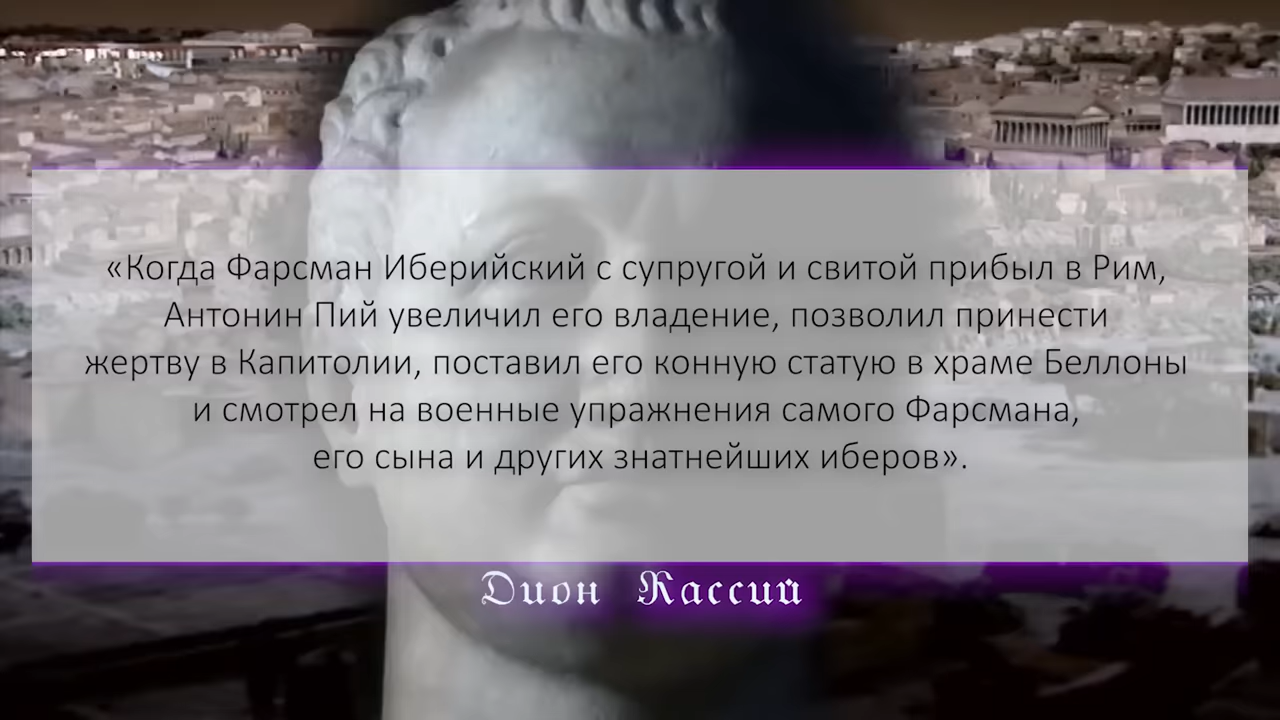 «Когда Фарсман Иберийский с супругой и свитой прибыл в Рим,
Антонин Пий увеличил его владение, позволил принести
жертву в Капитолии, поставил его конную статую в храме Беллоны
и смотрел на военные упражнения самого Фарсмана,
его сына и других знатнейших иберов».
Дион Кассий